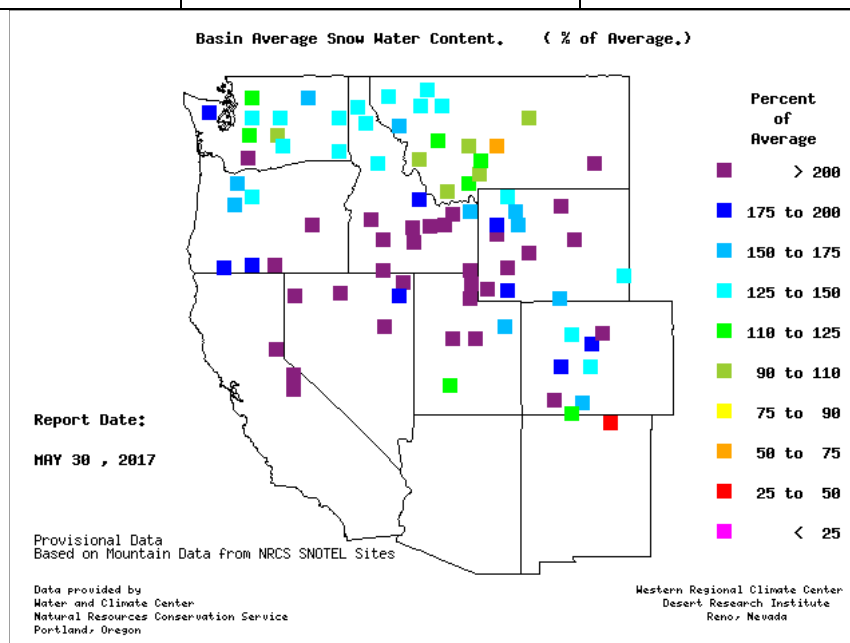 Basin Average Snow Water Content. ( % of Average.)
Percent
of
Average
> 200
175 to 200
150 to 175
125 to 150
110 to 125
90 to 110
75 to 90
50 to 75
25 to 50
< 25
Report Date:
MAY 30 , 2017
Provisional Data
Based on Mountain Data from NRCS SNOTEL Sites
Data provided by
Water and Climate Center
Natural Resources Conservation Service
Portland, Oregon
Western Regional Climate Center
Desert Research Institute
Reno, Nevada